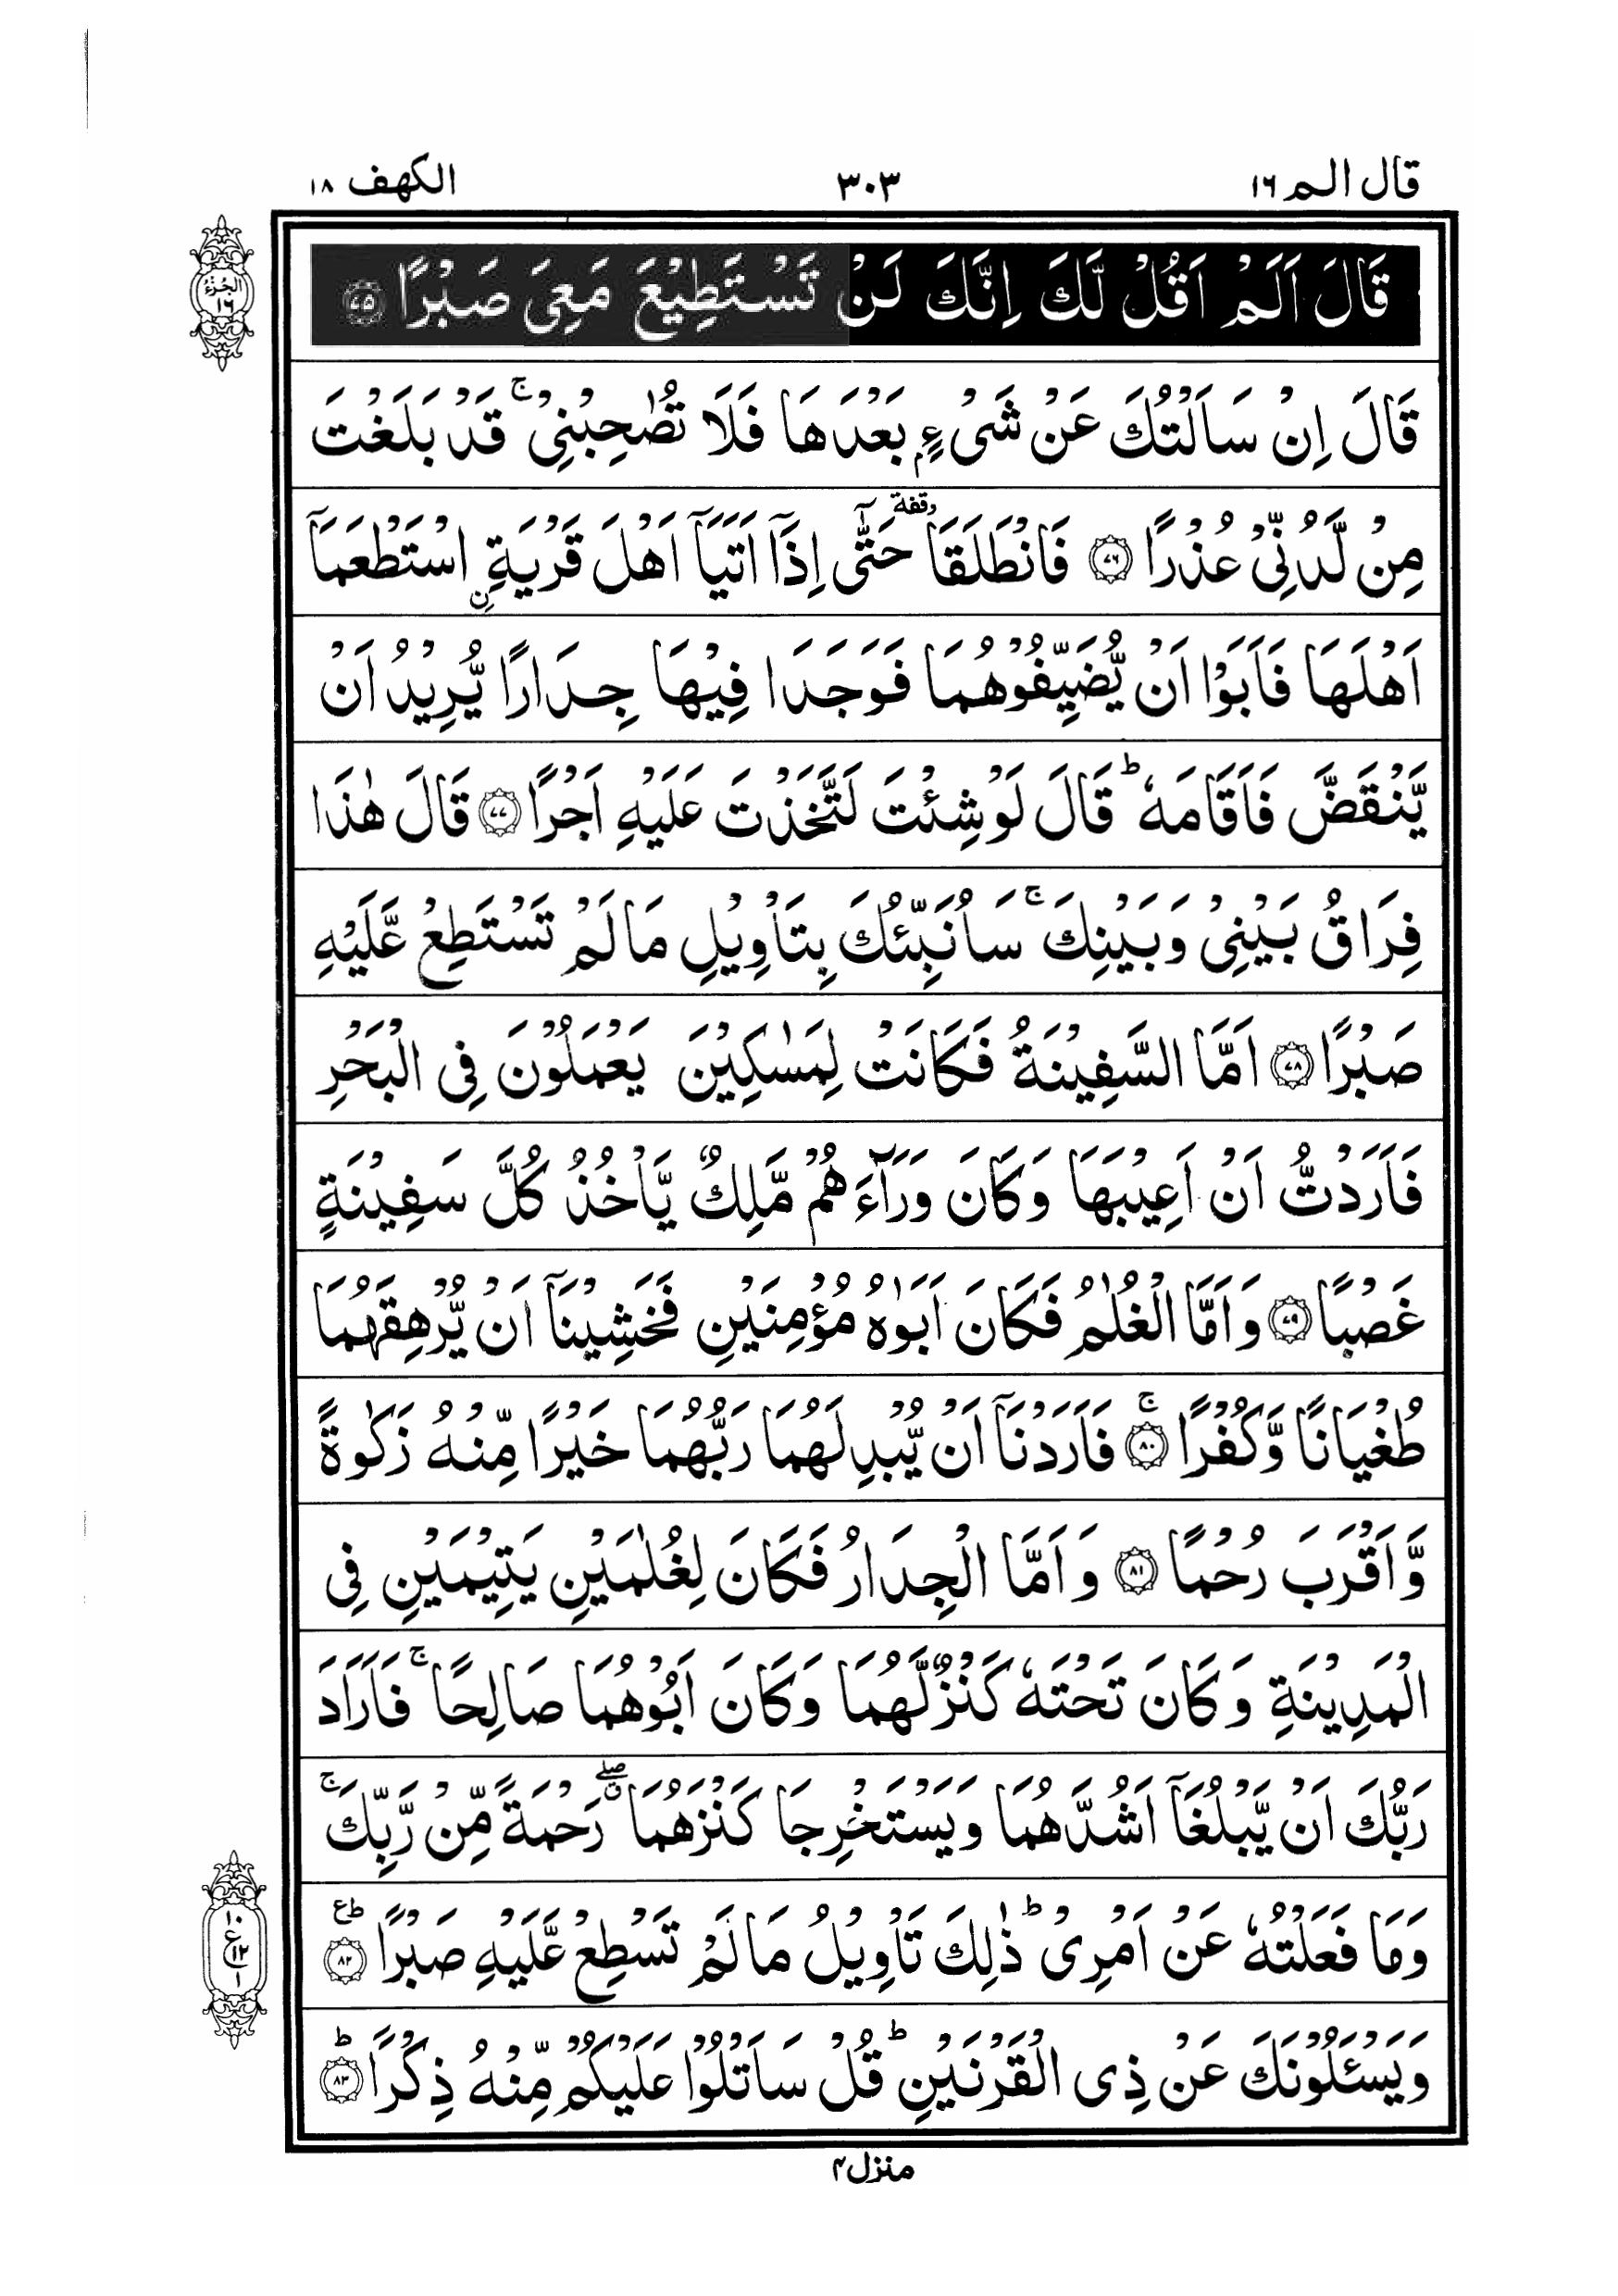 قال الم ١٦
٣٠٣
الكهف ١٨
الجزء ١٦
قَالَ اَلَمْ اَقُلْ لَّكَ اِنَّكَ لَنْ تَسْتَطِيْعَ مَعِىَ صَبْرًا ﴿٧٥﴾
قَالَ اِنْ سَاَلْتُكَ عَنْ شَىْءٍۭ بَعْدَهَا فَلَا تُصٰحِبْنِىْ ۚ قَدْ بَلَغْتَ
مِنْ لَّدُنِّىْ عُذْرًا ﴿٧٦﴾ فَانْطَلَقَا وقفة حَتّٰٓى اِذَاۤ اَتَيَاۤ اَهْلَ قَرْيَةِ ِۨ اسْتَطْعَمَاۤ
اَهْلَهَا فَاَبَوْا اَنْ يُّضَيِّفُوْهُمَا فَوَجَدَا فِيْهَا جِدَارًا يُّرِيْدُ اَنْ
يَّنْقَضَّ فَاَقَامَهٗ ؕ قَالَ لَوْ شِئْتَ لَتَّخَذْتَ عَلَيْهِ اَجْرًا ﴿٧٧﴾ قَالَ هٰذَا
فِرَاقُ بَيْنِىْ وَبَيْنِكَ ۚ سَاُنَبِّئُكَ بِتَاْوِيْلِ مَا لَمْ تَسْتَطِعْ عَّلَيْهِ
صَبْرًا ﴿٧٨﴾ اَمَّا السَّفِيْنَةُ فَكَانَتْ لِمَسٰكِيْنَ يَعْمَلُوْنَ فِى الْبَحْرِ
فَاَرَدْتُّ اَنْ اَعِيْبَهَا وَكَانَ وَرَآءَهُمْ مَّلِكٌ يَّاْخُذُ كُلَّ سَفِيْنَةٍ
غَصْبًا ﴿٧٩﴾ وَاَمَّا الْغُلٰمُ فَكَانَ اَبَوٰهُ مُؤْمِنَيْنِ فَخَشِيْنَاۤ اَنْ يُّرْهِقَهُمَا
طُغْيَانًا وَّكُفْرًا ۚ ﴿٨٠﴾ فَاَرَدْنَاۤ اَنْ يُّبْدِلَهُمَا رَبُّهُمَا خَيْرًا مِّنْهُ زَكٰوةً
وَّاَقْرَبَ رُحْمًا ﴿٨١﴾ وَاَمَّا الْجِدَارُ فَكَانَ لِغُلٰمَيْنِ يَتِيْمَيْنِ فِى
الْمَدِيْنَةِ وَكَانَ تَحْتَهٗ كَنْزٌ لَّهُمَا وَكَانَ اَبُوْهُمَا صَالِحًا ۚ فَاَرَادَ
رَبُّكَ اَنْ يَّبْلُغَاۤ اَشُدَّهُمَا وَيَسْتَخْرِجَا كَنْزَهُمَا ۖ رَحْمَةً مِّنْ رَّبِّكَ ۚ
وَمَا فَعَلْتُهٗ عَنْ اَمْرِىْ ؕ ذٰلِكَ تَاْوِيْلُ مَا لَمْ تَسْطِعْ عَّلَيْهِ صَبْرًا ؕ ع ﴿٨٢﴾
١٠ ع ١٢ ١
وَيَسْـَٔلُوْنَكَ عَنْ ذِى الْقَرْنَيْنِ ؕ قُلْ سَاَتْلُوْا عَلَيْكُمْ مِّنْهُ ذِكْرًا ؕ ﴿٨٣﴾
منزل ٤